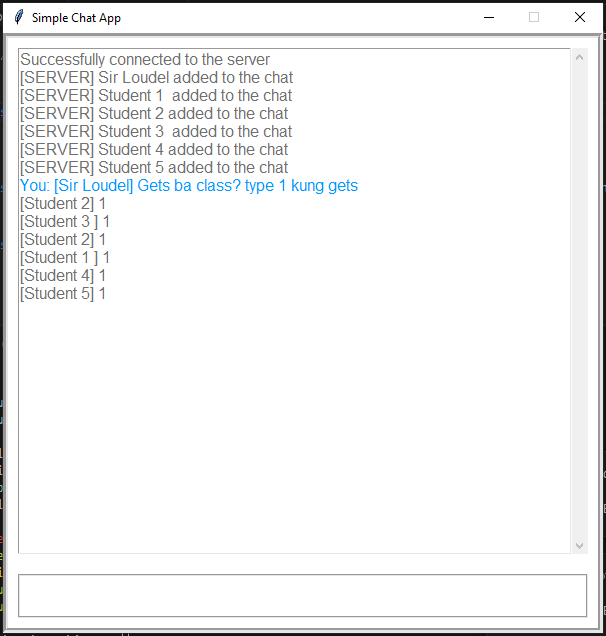 Simple Chat App
Successfully connected to the server
[SERVER] Sir Loudel added to the chat
[SERVER] Student 1  added to the chat
[SERVER] Student 2 added to the chat
[SERVER] Student 3  added to the chat
[SERVER] Student 4 added to the chat
[SERVER] Student 5 added to the chat
You: [Sir Loudel] Gets ba class? type 1 kung gets
[Student 2] 1
[Student 3 ] 1
[Student 2] 1
[Student 1 ] 1
[Student 4] 1
[Student 5] 1